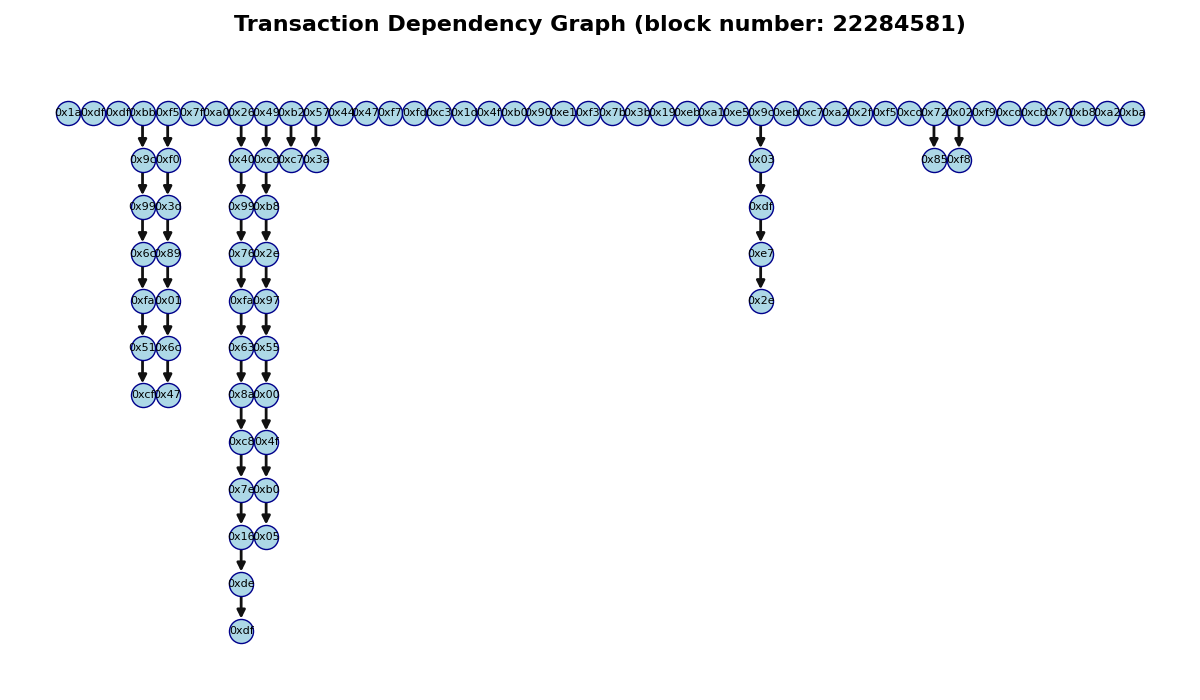 Transaction Dependency Graph (block number: 22284581)
0x1a 0xdf 0xdf 0xbb 0xf5 0x7f 0xa0 0x26 0x49 0xb2 0x57 0x44 0x47 0xf7 0xfd 0xc3 0x1d 0x4f 0xb0 0x90 0xe1 0xf3 0x7b 0x3b 0x19 0xeb 0xa1 0xe5 0x9c 0xeb 0xc7 0xa2 0x2f 0xf5 0xcd 0x72 0x02 0xf9 0xcd 0xcb 0x70 0xb8 0xa2 0xba
0xf0 0x40 0xc7 0x3a 0x03 0x85 0xf8
0x99 0x3d 0x99 0xb8 0xdf
0x89 0x76 0x2e 0xe7
0xfa 0x01 0xfa 0x97 0x2e
0x51 0x6c 0x63 0x55
0xcf 0x47 0x8a 0x00
0xc8 0x4f
0x7e 0xb0
0x16 0x05
0xde
0xdf